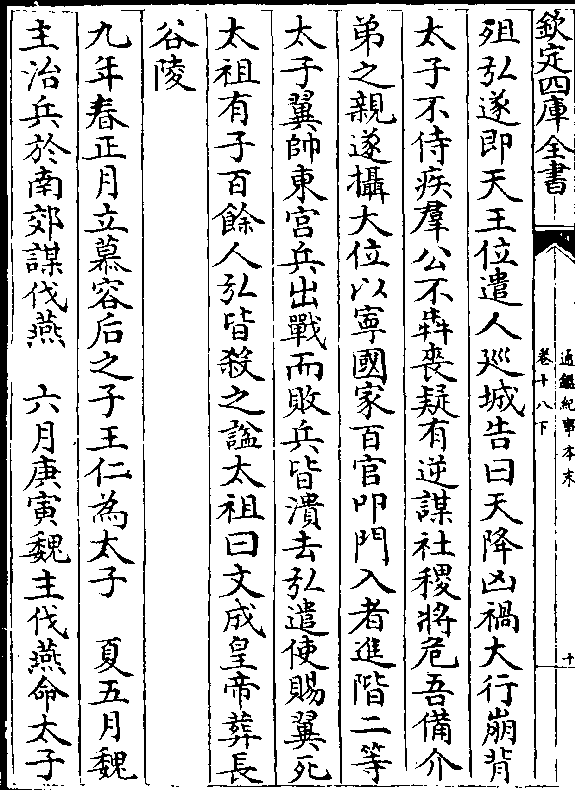 欽定四庫全書
通鑑紀事本末
卷十八下
十
殂弘遂即天王位遣人廵城告曰天降凶禍大行崩背
太子不侍疾羣公不犇喪疑有逆謀社稷將危吾備介
弟之親遂攝大位以寧國家百官叩門入者進階二等
太子翼帥東宫兵出戰而敗兵皆潰去弘遣使賜翼死
太祖有子百餘人弘皆殺之諡太祖曰文成皇帝葬長
谷陵
九年春正月立慕容后之子王仁為太子　夏五月魏
主治兵於南郊謀伐燕　六月庚寅魏主伐燕命太子